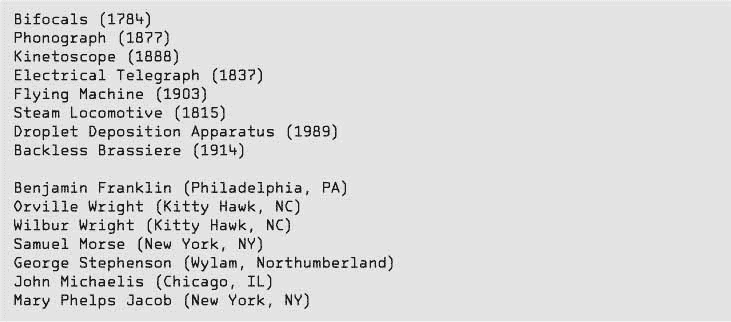 Bifocals (1784)
Phonograph (1877)
Kinetoscope (1888)
Electrical Telegraph (1837)
Flying Machine (1903)
Steam Locomotive (1815)
Droplet Deposition Apparatus (1989)
Backless Brassiere (1914)
Benjamin Franklin (Philadelphia, PA)
Orville Wright (Kitty Hawk, NC)
Wilbur Wright (Kitty Hawk, NC)
Samuel Morse (New York, NY)
George Stephenson (Wylam, Northumberland)
John Michaelis (Chicago, IL)
Mary Phelps Jacob (New York, NY)